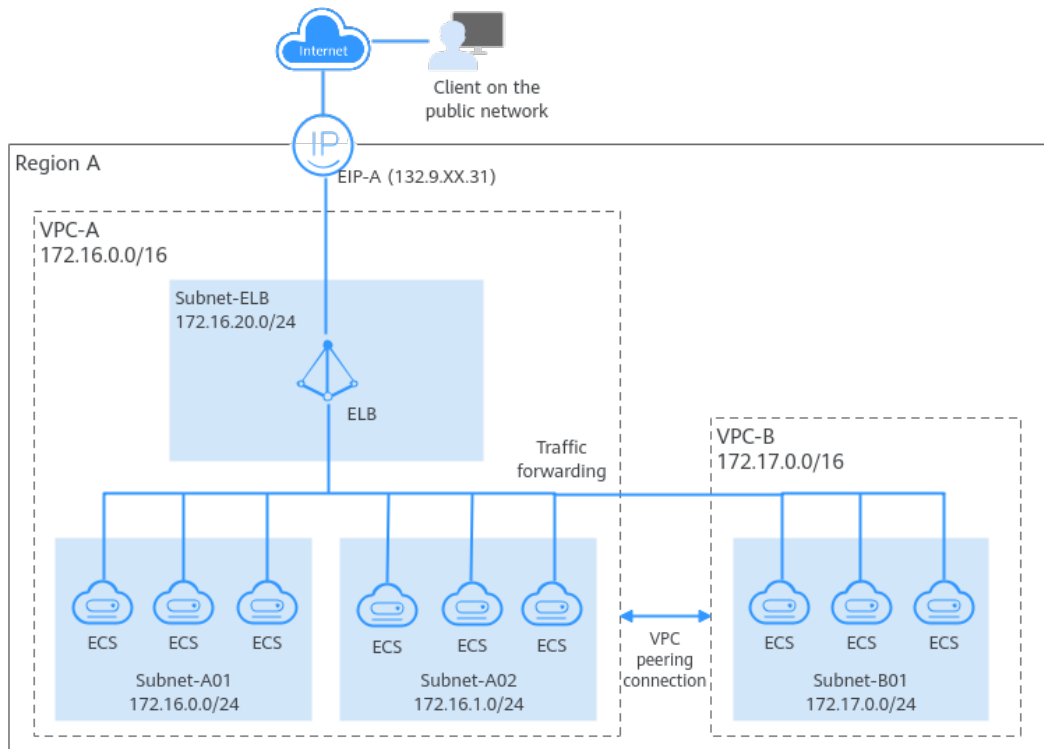 Internet
Client on the
public network
IP
Region A
EIP-A (132.9.XX.31)
VPC-A
172.16.0.0/16
Subnet-ELB
172.16.20.0/24
ELB
Traffic
forwarding
VPC-B
172.17.0.0/16
ECS
ECS
ECS
Subnet-A01
172.16.0.0/24
ECS
ECS
ECS
Subnet-A02
172.16.1.0/24
VPC
peering
connection
ECS
ECS
ECS
Subnet-B01
172.17.0.0/24